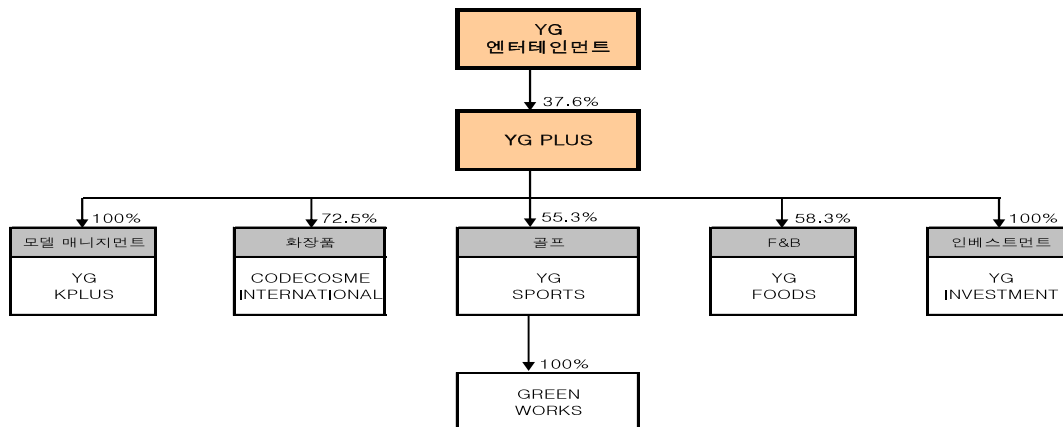 YG
엔터테인먼트
37.6%
YG PLUS
100%
72.5%
55.3%
58.3%
100%
모델 매니지먼트
화장품
골프
F&B
인베스트먼트
YG
KPLUS
CODECOSME
INTERNATIONAL
YG
SPORTS
YG
FOODS
YG
INVESTMENT
100%
GREEN
WORKS